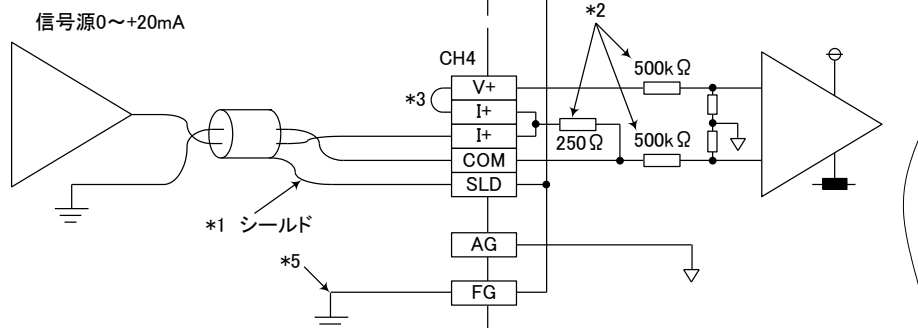 信号源0～+20mA
*2
CH4
500kΩ
V+
*3
I+
I+
250Ω
500kΩ
COM
SLD
*1 シールド
AG
*5
FG